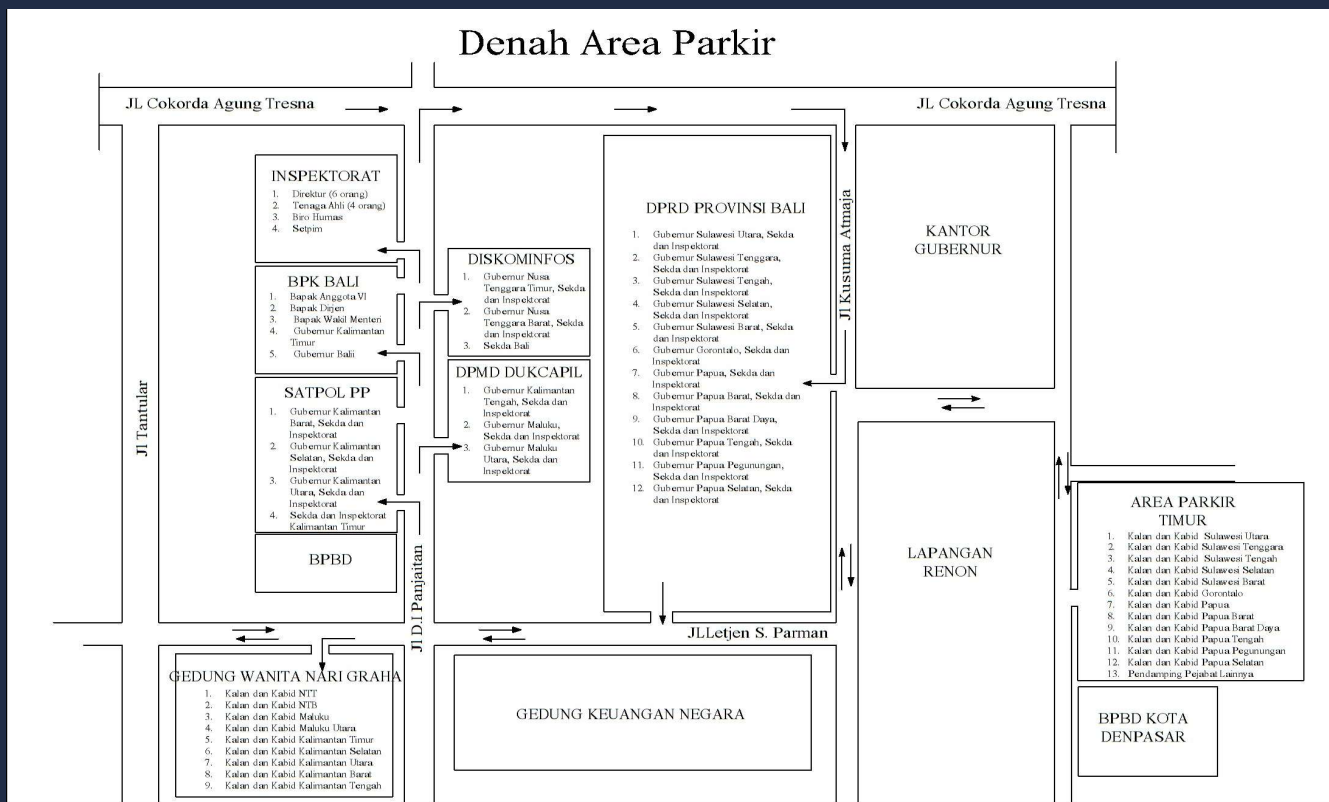 Denah Area Parkir
JL Cokorda Agung Tresna
JL Cokorda Agung Tresna
INSPEKTORAT
1. Direktur (6 orang)
2. Tenaga Ahli (4 orang)
3. Biro Humas
4. Setpim
BPK BALI
1. Bapak Anggota VI
2. Bapak Dirjen
3. Bapak Wakil Menteri
4. Gubernur Kalimantan
Timur
5. Gubernur Balii
SATPOL PP
1. Gubernur Kalimantan
Barat, Sekda dan
Inspektorat
2. Gubernur Kalimantan
Selatan, Sekda dan
Inspektorat
3. Gubernur Kalimantan
Utara, Sekda dan
Inspektorat
4. Sekda dan Inspektorat
Kalimantan Timur
BPBD
DISKOMINFOS
1. Gubernur Nusa
Tenggara Timur, Sekda
dan Inspektorat
2. Gubernur Nusa
Tenggara Barat, Sekda
dan Inspektorat
3. Sekda Bali
DPMD DUKCAPIL
1. Gubernur Kalimantan
Tengah, Sekda dan
Inspektorat
2. Gubernur Maluku,
Sekda dan Inspektorat
3. Gubernur Maluku
Utara, Sekda dan
Inspektorat
DPRD PROVINSI BALI
1. Gubernur Sulawesi Utara, Sekda
dan Inspektorat
2. Gubernur Sulawesi Tenggara,
Sekda dan Inspektorat
3. Gubernur Sulawesi Tengah,
Sekda dan Inspektorat
4. Gubernur Sulawesi Selatan,
Sekda dan Inspektorat
5. Gubernur Sulawesi Barat, Sekda
dan Inspektorat
6. Gubernur Gorontalo, Sekda dan
Inspektorat
7. Gubernur Papua, Sekda dan
Inspektorat
8. Gubernur Papua Barat, Sekda dan
Inspektorat
9. Gubernur Papua Barat Daya,
Sekda dan Inspektorat
10. Gubernur Papua Tengah, Sekda
dan Inspektorat
11. Gubernur Papua Pegunungan,
Sekda dan Inspektorat
12. Gubernur Papua Selatan, Sekda
dan Inspektorat
Jl Kusuma Atmaja
KANTOR
GUBERNUR
Jl Tantular
Jl D.I Panjaitan
LAPANGAN
RENON
AREA PARKIR
TIMUR
1. Kalan dan Kabid Sulawesi Utara
2. Kalan dan Kabid Sulawesi Tenggara
3. Kalan dan Kabid Sulawesi Tengah
4. Kalan dan Kabid Sulawesi Selatan
5. Kalan dan Kabid Sulawesi Barat
6. Kalan dan Kabid Gorontalo
7. Kalan dan Kabid Papua
8. Kalan dan Kabid Papua Barat
9. Kalan dan Kabid Papua Barat Daya
10. Kalan dan Kabid Papua Tengah
11. Kalan dan Kabid Papua Pegunungan
12. Kalan dan Kabid Papua Selatan
13. Pendamping Pejabat Lainnya
JLLetjen S. Parman
GEDUNG WANITA NARI GRAHA
1. Kalan dan Kabid NTT
2. Kalan dan Kabid NTB
3. Kalan dan Kabid Maluku
4. Kalan dan Kabid Maluku Utara
5. Kalan dan Kabid Kalimantan Timur
6. Kalan dan Kabid Kalimantan Selatan
7. Kalan dan Kabid Kalimantan Utara
8. Kalan dan Kabid Kalimantan Barat
9. Kalan dan Kabid Kalimantan Tengah
GEDUNG KEUANGAN NEGARA
BPBD KOTA
DENPASAR